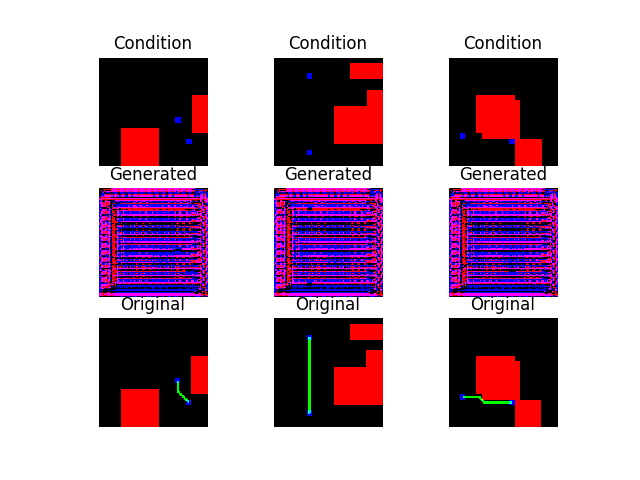 Condition Condition Condition
Generated Generated Generated
Original Original Original